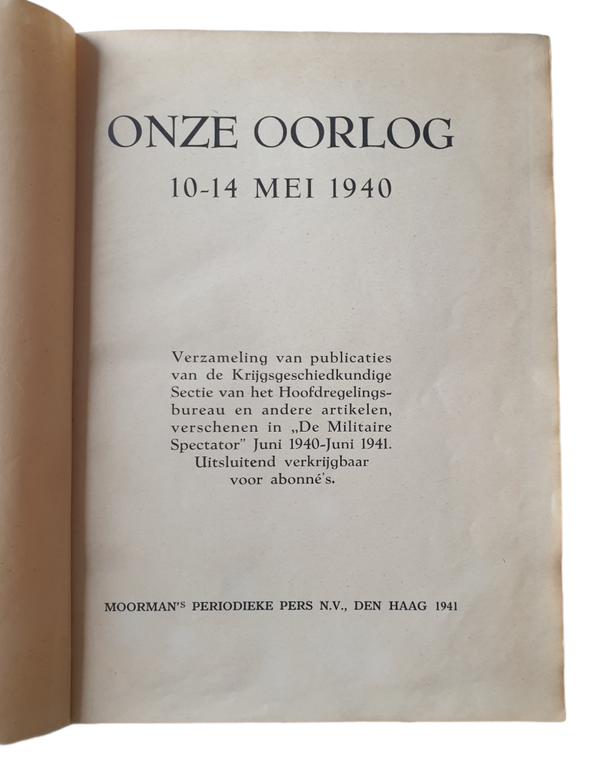 ONZE OORLOG
10-14 MEI 1940
Verzameling van publicaties
van de Krijgsgeschiedkundige
Sectie van het Hoofdregelings-
bureau en andere artikelen,
verschenen in „De Militaire
Spectator” Juni 1940-Juni 1941.
Uitsluitend verkrijgbaar
voor abonné's.
MOORMAN'S PERIODIEKE PERS N.V., DEN HAAG 1941